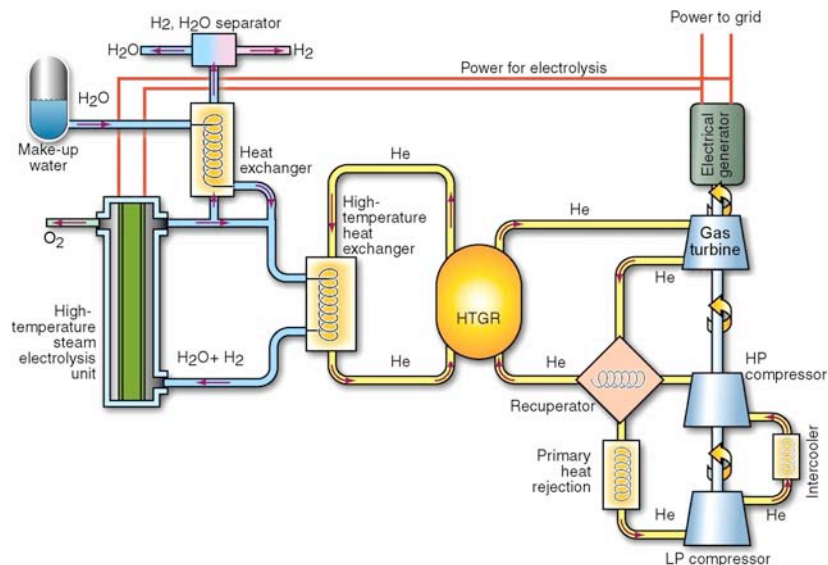 H2, H2O separator
H2O
H2
Power to grid
Power for electrolysis
H2O
Make-up
water
Heat
exchanger
He
High-
temperature
heat
exchanger
Electrical
generator
He
Gas
turbine
He
O2
HTGR
High-
temperature
steam
electrolysis
unit
H2O+ H2
He
He
Recuperator
HP
compressor
Primary
heat
rejection
Intercooler
He
He
LP compressor